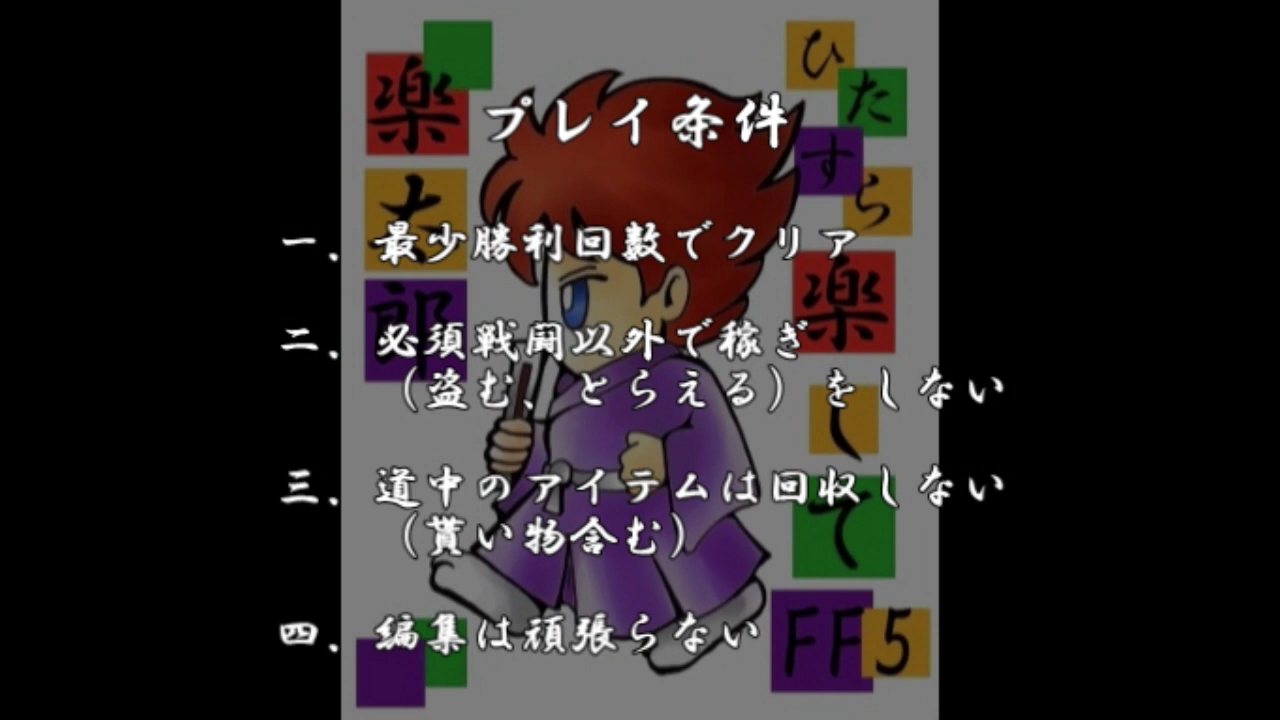 プレイ条件
一．最少勝利回数でクリア
二．必須戦闘以外で稼ぎ
（盗む、とらえる）をしない
三．道中のアイテムは回収しない
（貰い物含む）
四．編集は頑張らない
ひたすら楽して
FF5
楽太郎